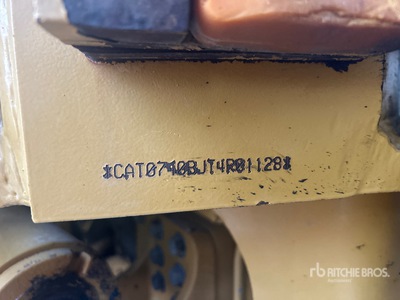 *CAT0740BJT4R01128*
rb RITCHIE BROS.